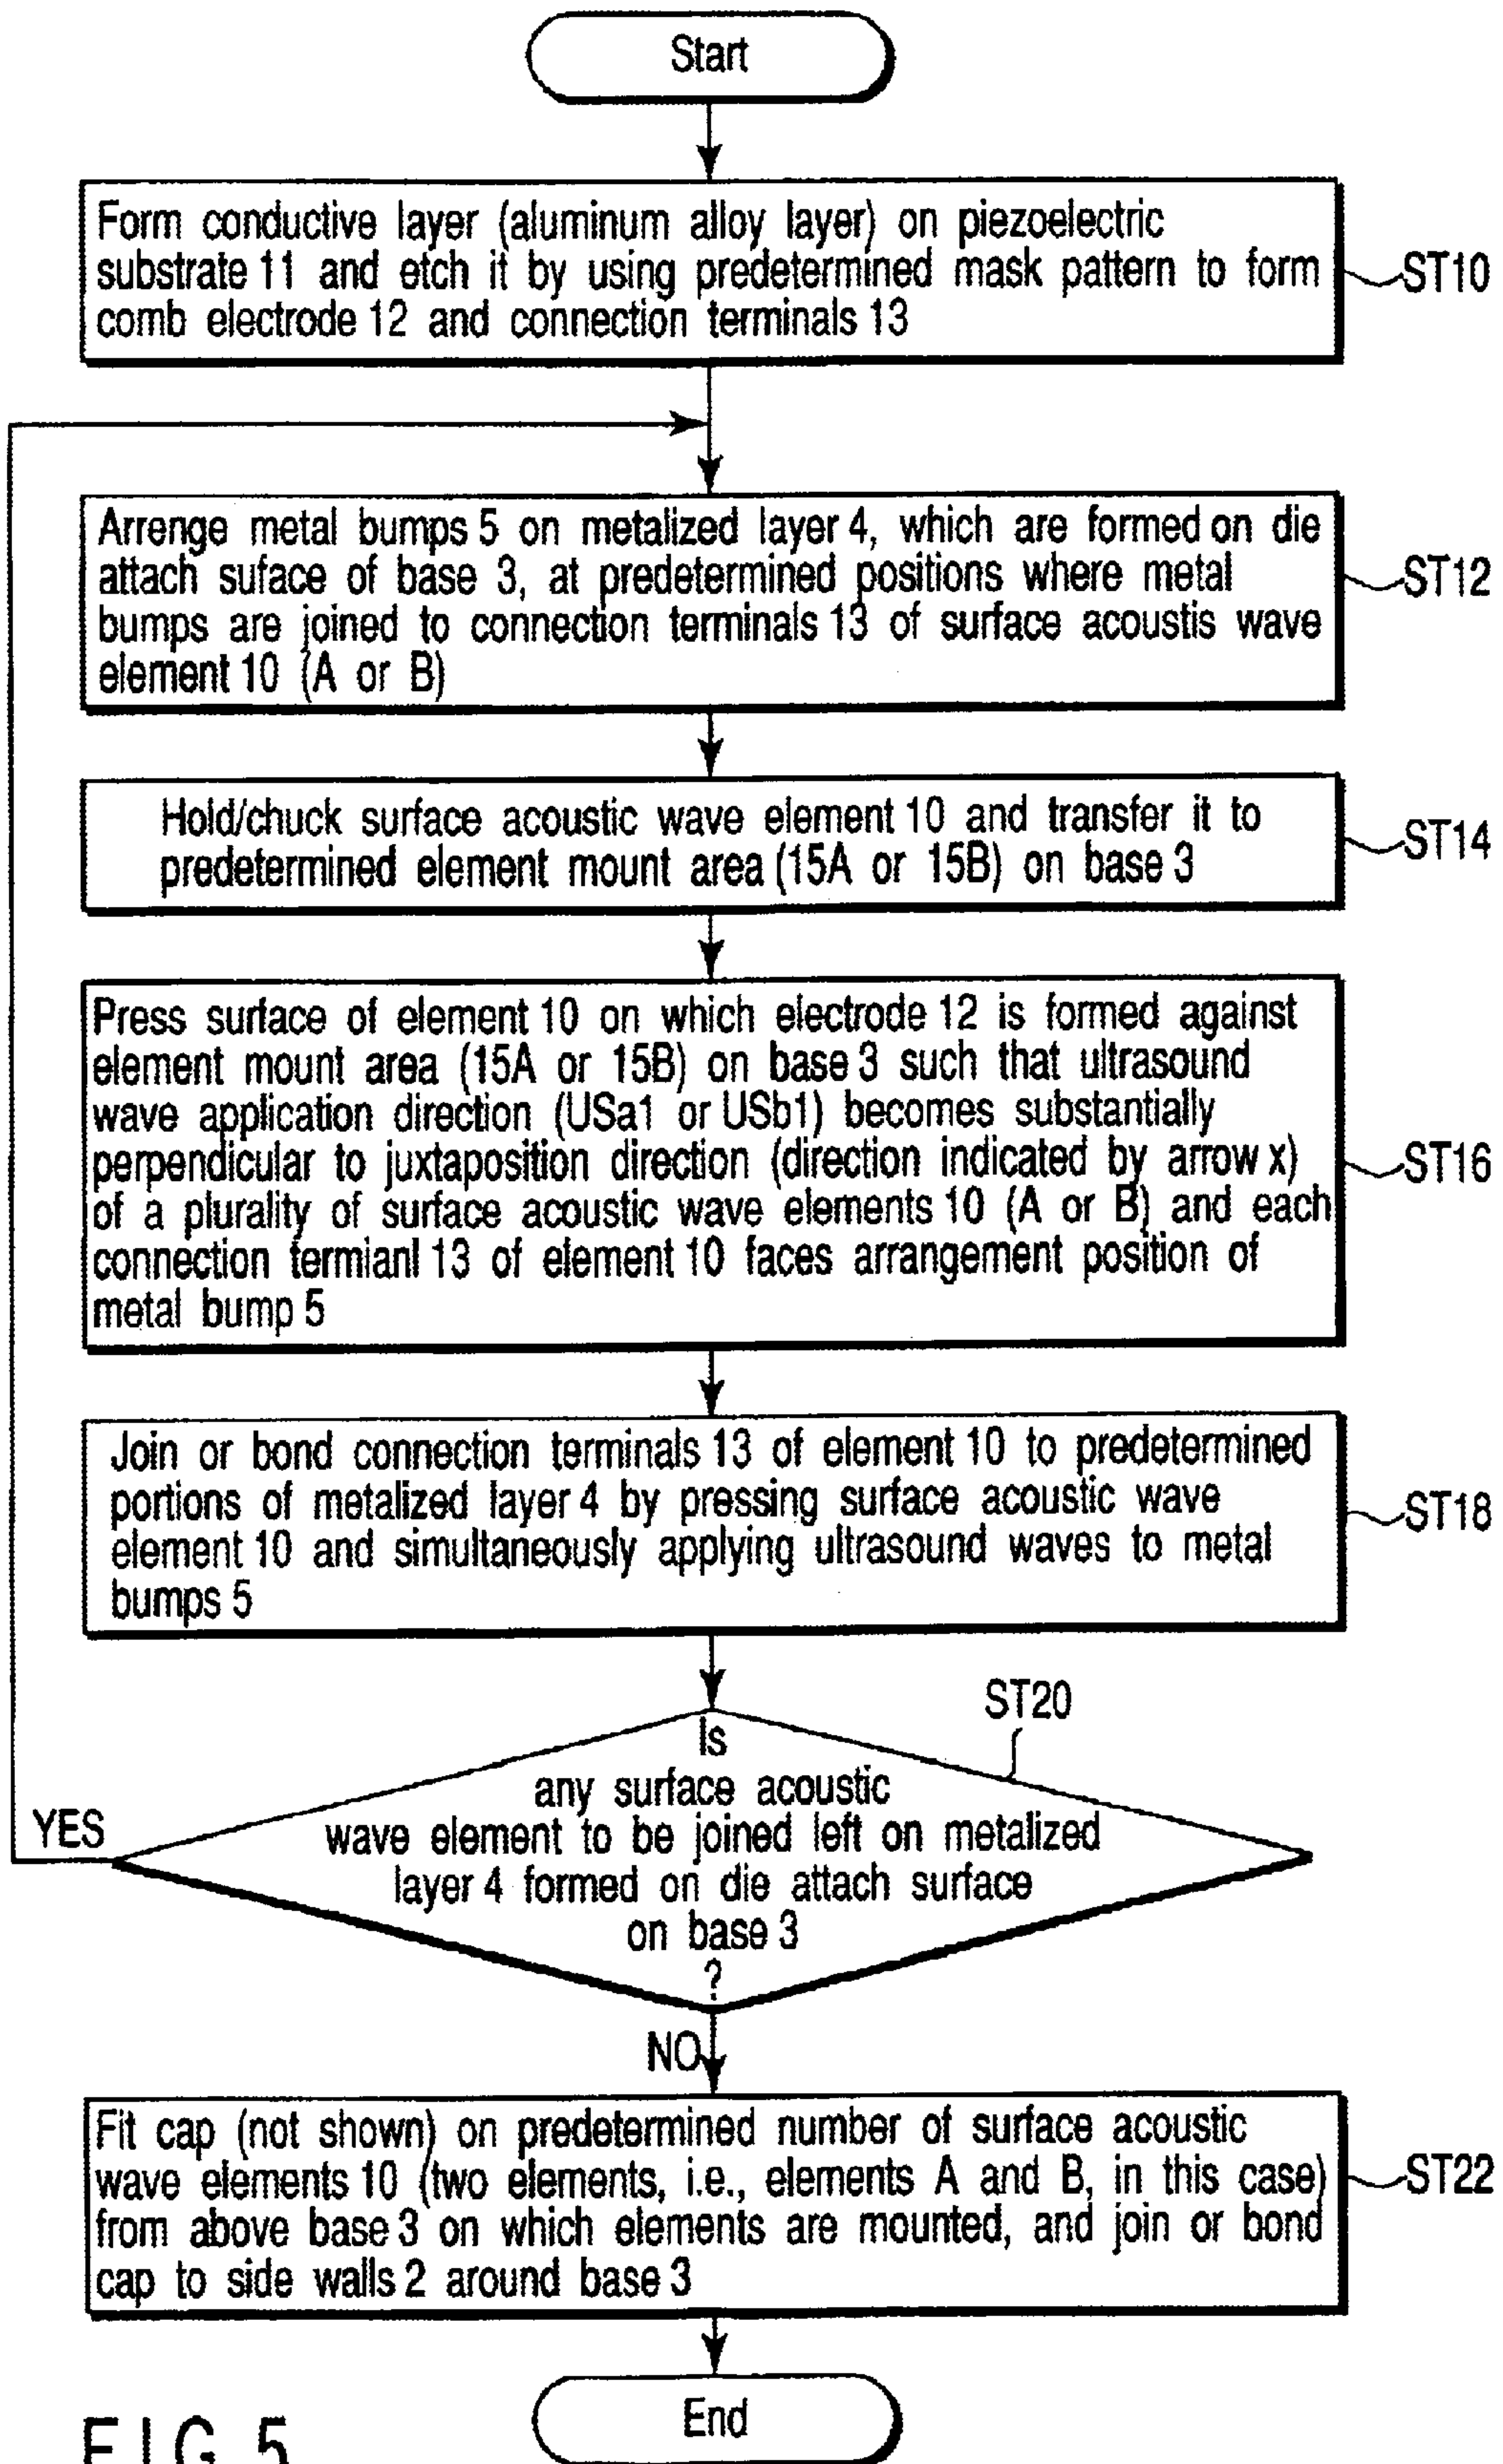 Start
Form conductive layer (aluminum alloy layer) on piezoelectric
substrate 11 and etch it by using predetermined mask pattern to form
comb electrode 12 and connection terminals 13
ST10
Arrenge metal bumps 5 on metalized layer 4, which are formed on die
attach suface of base 3, at predetermined positions where metal
bumps are joined to connection terminals 13 of surface acoustis wave
element 10 (A or B)
ST12
Hold/chuck surface acoustic wave element 10 and transfer it to
predetermined element mount area (15A or 15B) on base 3
ST14
Press surface of element 10 on which electrode 12 is formed against
element mount area (15A or 15B) on base 3 such that ultrasound
wave application direction (USa1 or USb1) becomes substantially
perpendicular to juxtaposition direction (direction indicated by arrow x)
of a plurality of surface acoustic wave elements 10 (A or B) and each
connection termianl 13 of element 10 faces arrangement position of
metal bump 5
ST16
Join or bond connection terminals 13 of element 10 to predetermined
portions of metalized layer 4 by pressing surface acoustic wave
element 10 and simultaneously applying ultrasound waves to metal
bumps 5
ST18
ST20
Is
any surface acoustic
wave element to be joined left on metalized
layer 4 formed on die attach surface
on base 3
?
YES
NO
Fit cap (not shown) on predetermined number of surface acoustic
wave elements 10 (two elements, i.e., elements A and B, in this case)
from above base 3 on which elements are mounted, and join or bond
cap to side walls 2 around base 3
ST22
End
FIG. 5